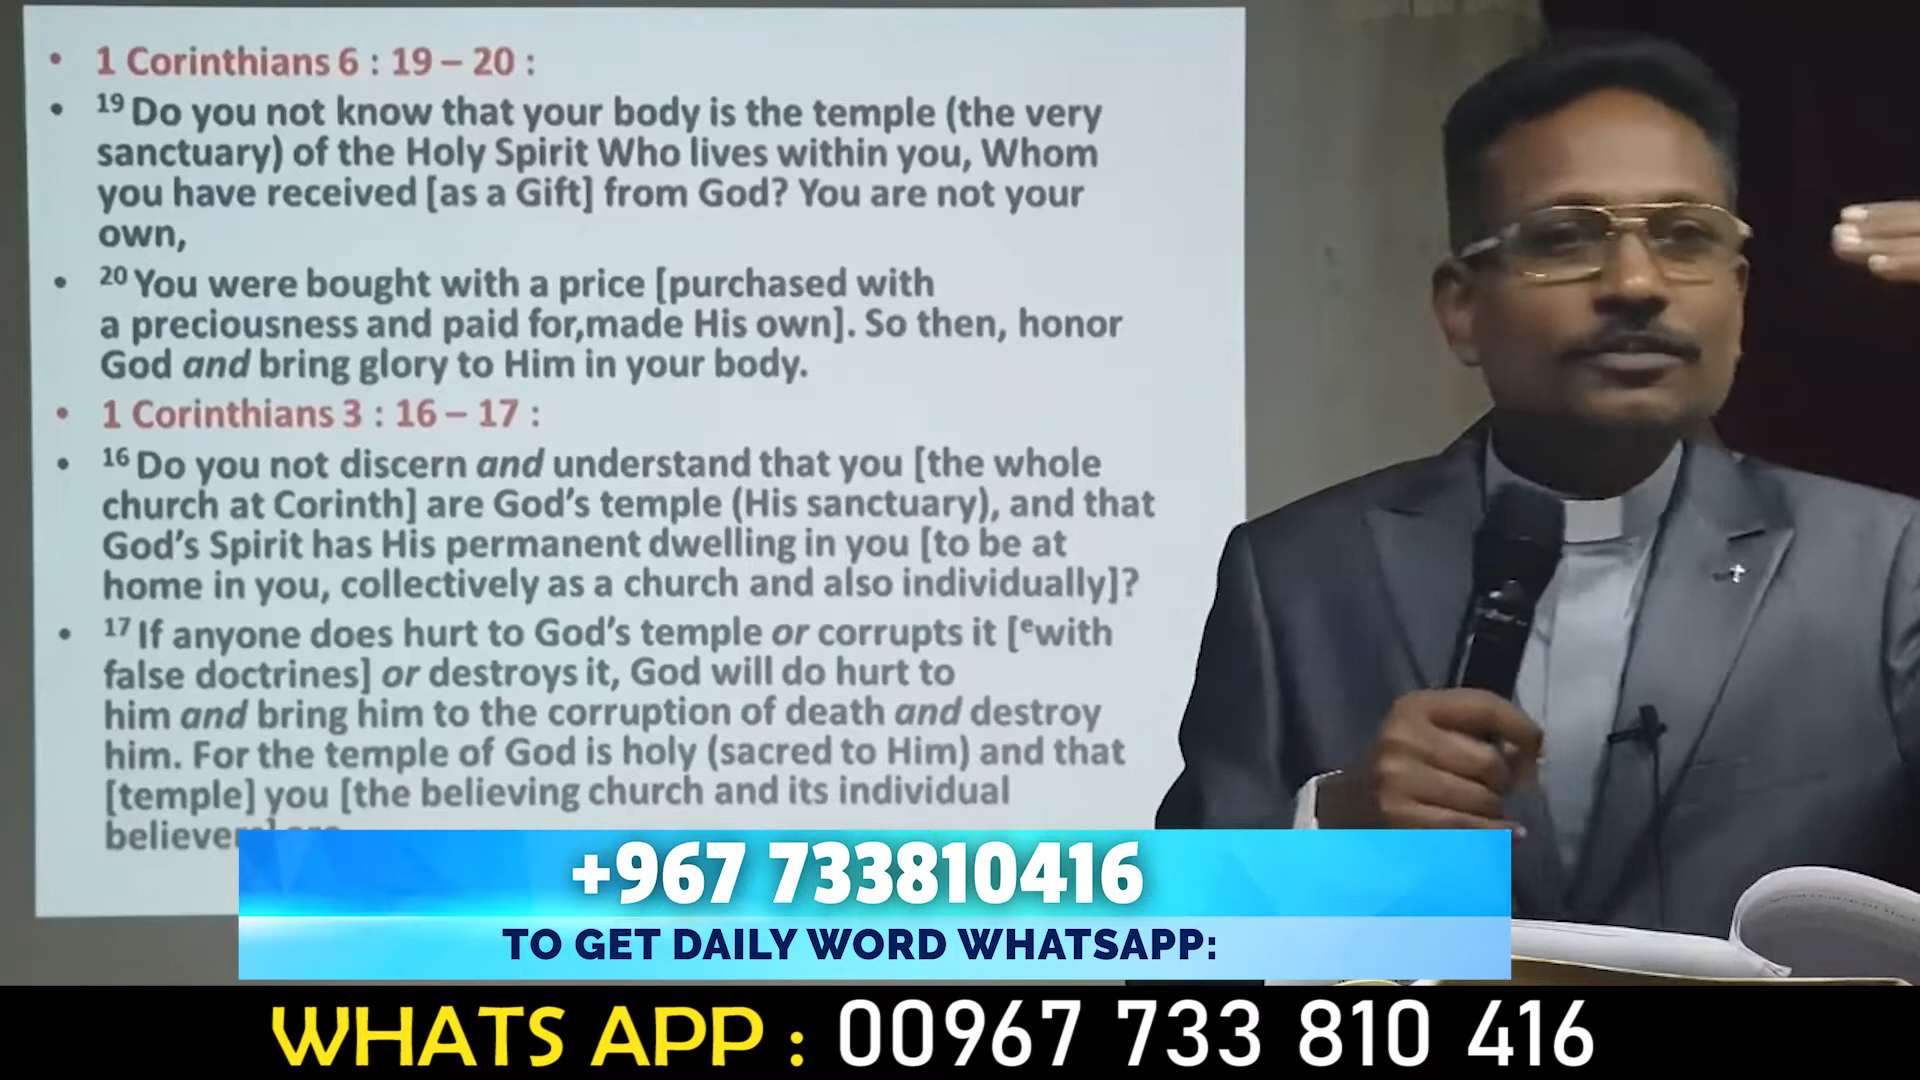 • 1 Corinthians 6 : 19 – 20 :
• 19 Do you not know that your body is the temple (the very
sanctuary) of the Holy Spirit Who lives within you, Whom
you have received [as a Gift] from God? You are not your
own,
• 20 You were bought with a price [purchased with
a preciousness and paid for,made His own]. So then, honor
God and bring glory to Him in your body.
• 1 Corinthians 3 : 16 – 17 :
• 16 Do you not discern and understand that you [the whole
church at Corinth] are God’s temple (His sanctuary), and that
God’s Spirit has His permanent dwelling in you [to be at
home in you, collectively as a church and also individually]?
• 17 If anyone does hurt to God’s temple or corrupts it [ewith
false doctrines] or destroys it, God will do hurt to
him and bring him to the corruption of death and destroy
him. For the temple of God is holy (sacred to Him) and that
[temple] you [the believing church and its individual
+967 733810416
TO GET DAILY WORD WHATSAPP:
WHATS APP : 00967 733 810 416